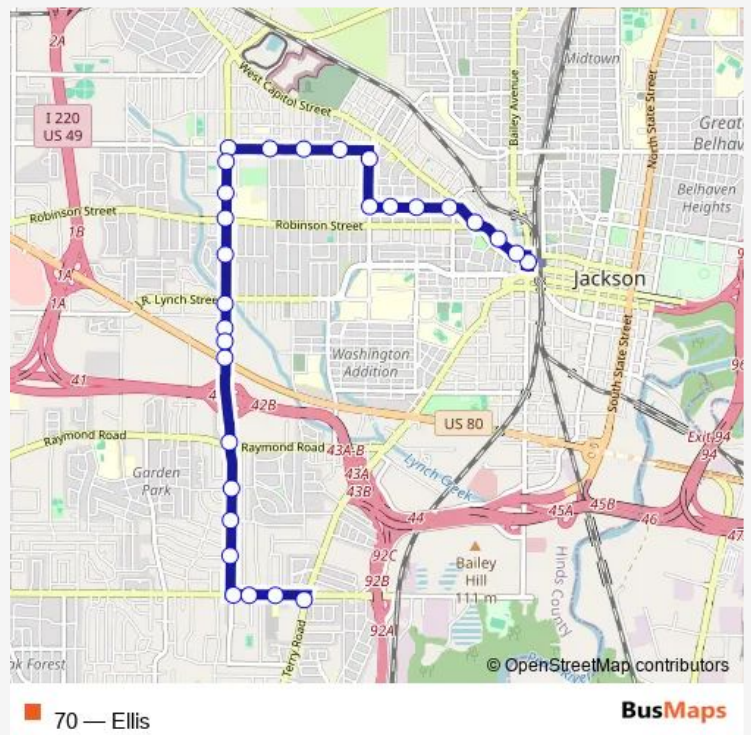 2A
West Capitol Street
Midtown
Bailey Avenue
North State Street
I 220
US 49
Great
Belhav
Belhaven
Heights
Robinson Street
Robinson Street
1B
1A
1A
J.R. Lynch Street
Jackson
Washington
Addition
South State Street
41
42B
US 80
96
Raymond Road
Raymond Road
43A-B
43A
43B
Exit 94
94
Garden
Park
Lynch Creek
44
45A
45B
46
47
92C
92B
92A
Bailey
Hill
111 m
Hinds County
Terry Road
ak Forest
© OpenStreetMap contributors
70 — Ellis
BusMaps